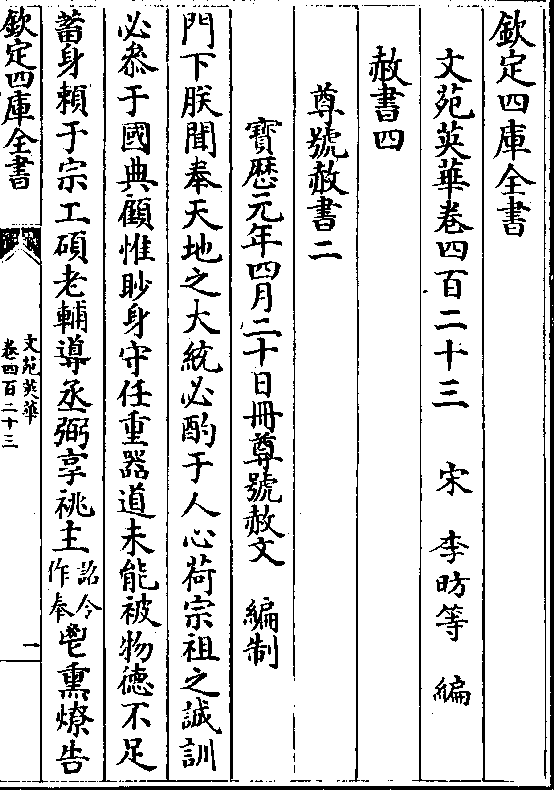 欽定四庫全書
文苑英華卷四百二十三　宋　李昉等　編
赦書四
尊號赦書二
寶歷元年四月二十日冊尊號赦文　編制
門下朕聞奉天地之大統必酌于人心荷宗祖之誠訓
必叅于國典顧惟眇身守任重器道未能被物德不足
蓄身頼于宗工碩老輔導丞弼享祧主詔令作奉鬯熏燎告
欽定四庫全書
文苑英華
卷四百二十三
一